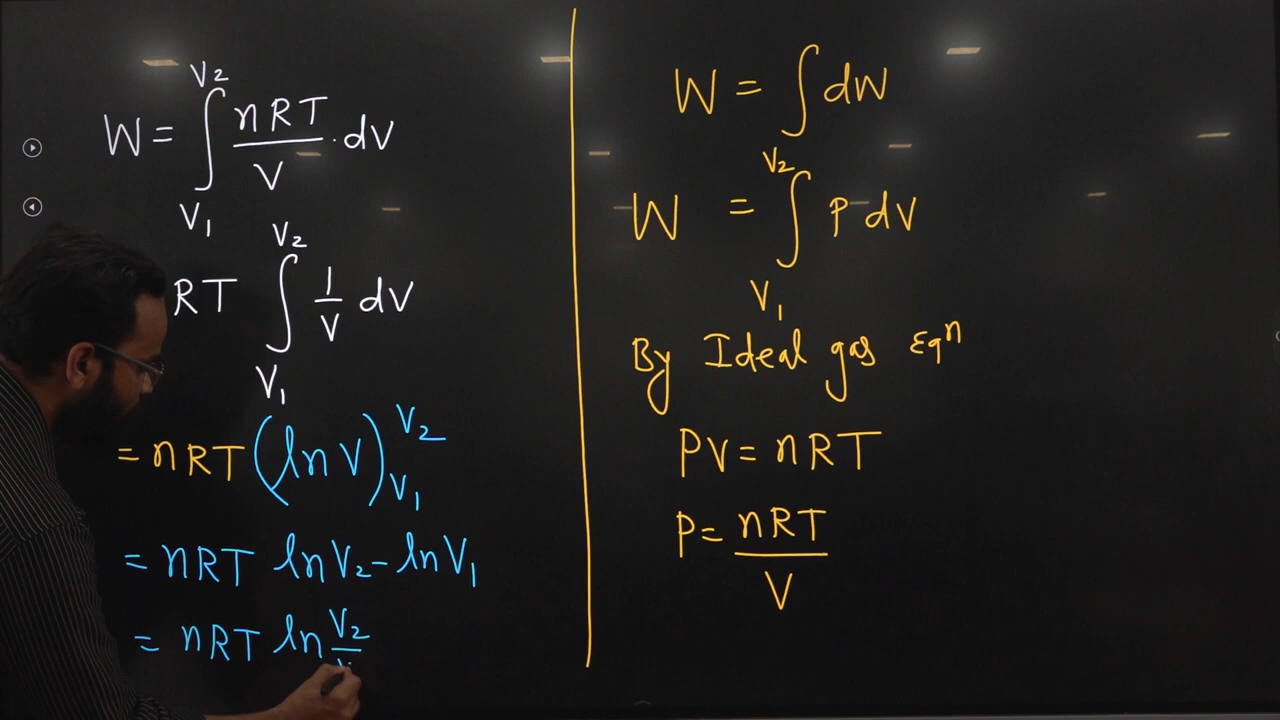 W = ∫_{V₁}^{V₂} nRT/V · dV
RT ∫_{V₁}^{V₂} 1/V dV
= nRT (ln V)_{V₁}^{V₂}
= nRT ln V₂ - ln V₁
= nRT ln V₂/
W = ∫ dW
W = ∫_{V₁}^{V₂} P dV
By Ideal gas Eqⁿ
PV = nRT
P = nRT/V